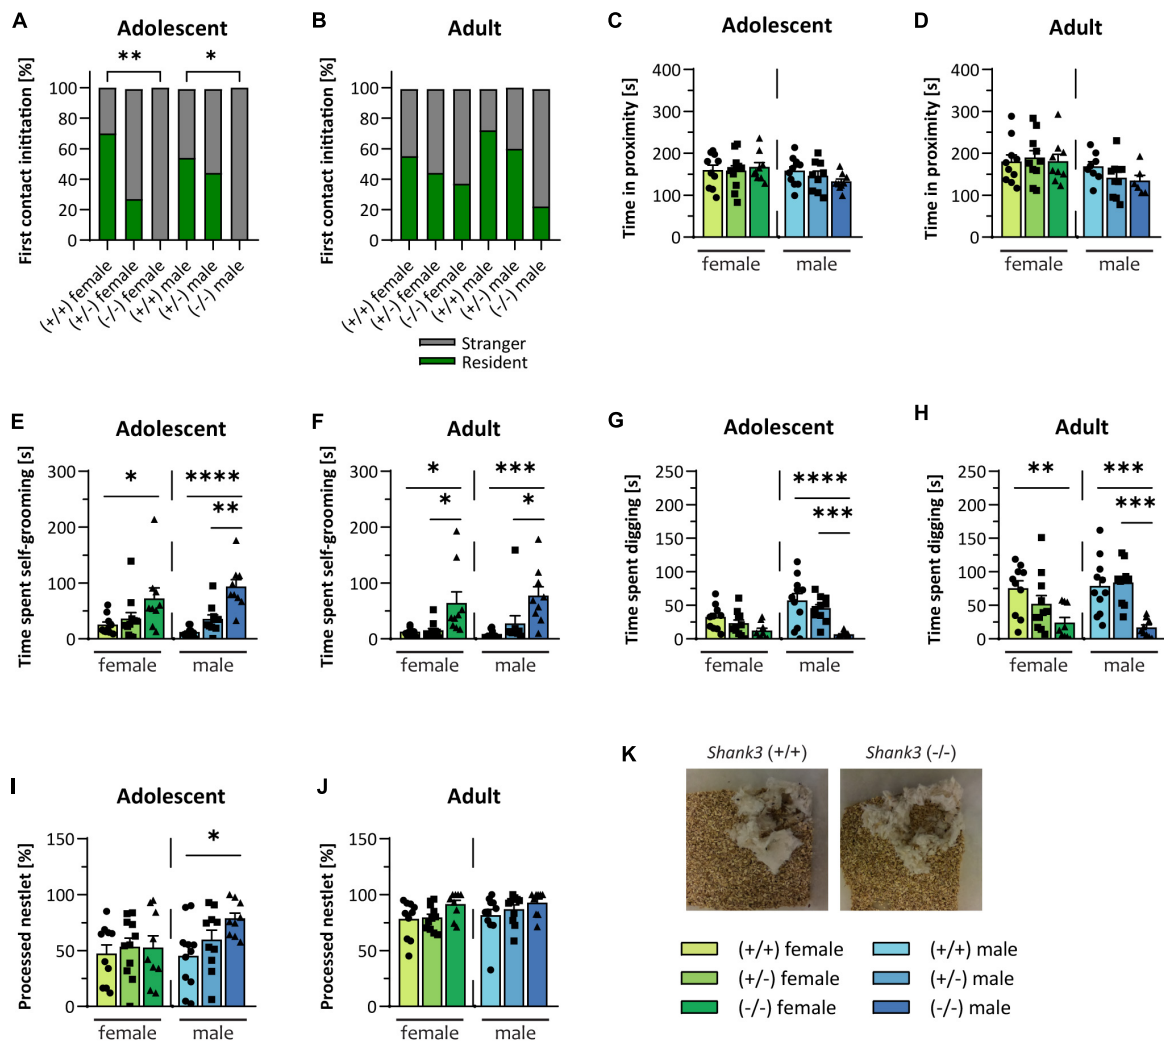 A
Adolescent
First contact inititation [%]
100
80
60
40
20
0
**
*
(+/+) female
(+/-) female
(-/-) female
(+/+) male
(+/-) male
(-/-) male
B
Adult
First contact inititation [%]
100
80
60
40
20
0
(+/+) female
(+/-) female
(-/-) female
(+/+) male
(+/-) male
(-/-) male
Stranger
Resident
C
Adolescent
Time in proximity [s]
400
300
200
100
0
female
male
D
Adult
Time in proximity [s]
400
300
200
100
0
female
male
E
Adolescent
Time spent self-grooming [s]
300
200
100
0
*
****
**
female
male
F
Adult
Time spent self-grooming [s]
300
200
100
0
*
*
***
*
female
male
G
Adolescent
Time spent digging [s]
250
200
150
100
50
0
****
***
female
male
H
Adult
Time spent digging [s]
250
200
150
100
50
0
**
***
***
female
male
I
Adolescent
Processed nestlet [%]
150
100
50
0
*
female
male
J
Adult
Processed nestlet [%]
150
100
50
0
female
male
K
Shank3 (+/+)
Shank3 (-/-)
(+/+) female
(+/-) female
(-/-) female
(+/+) male
(+/-) male
(-/-) male